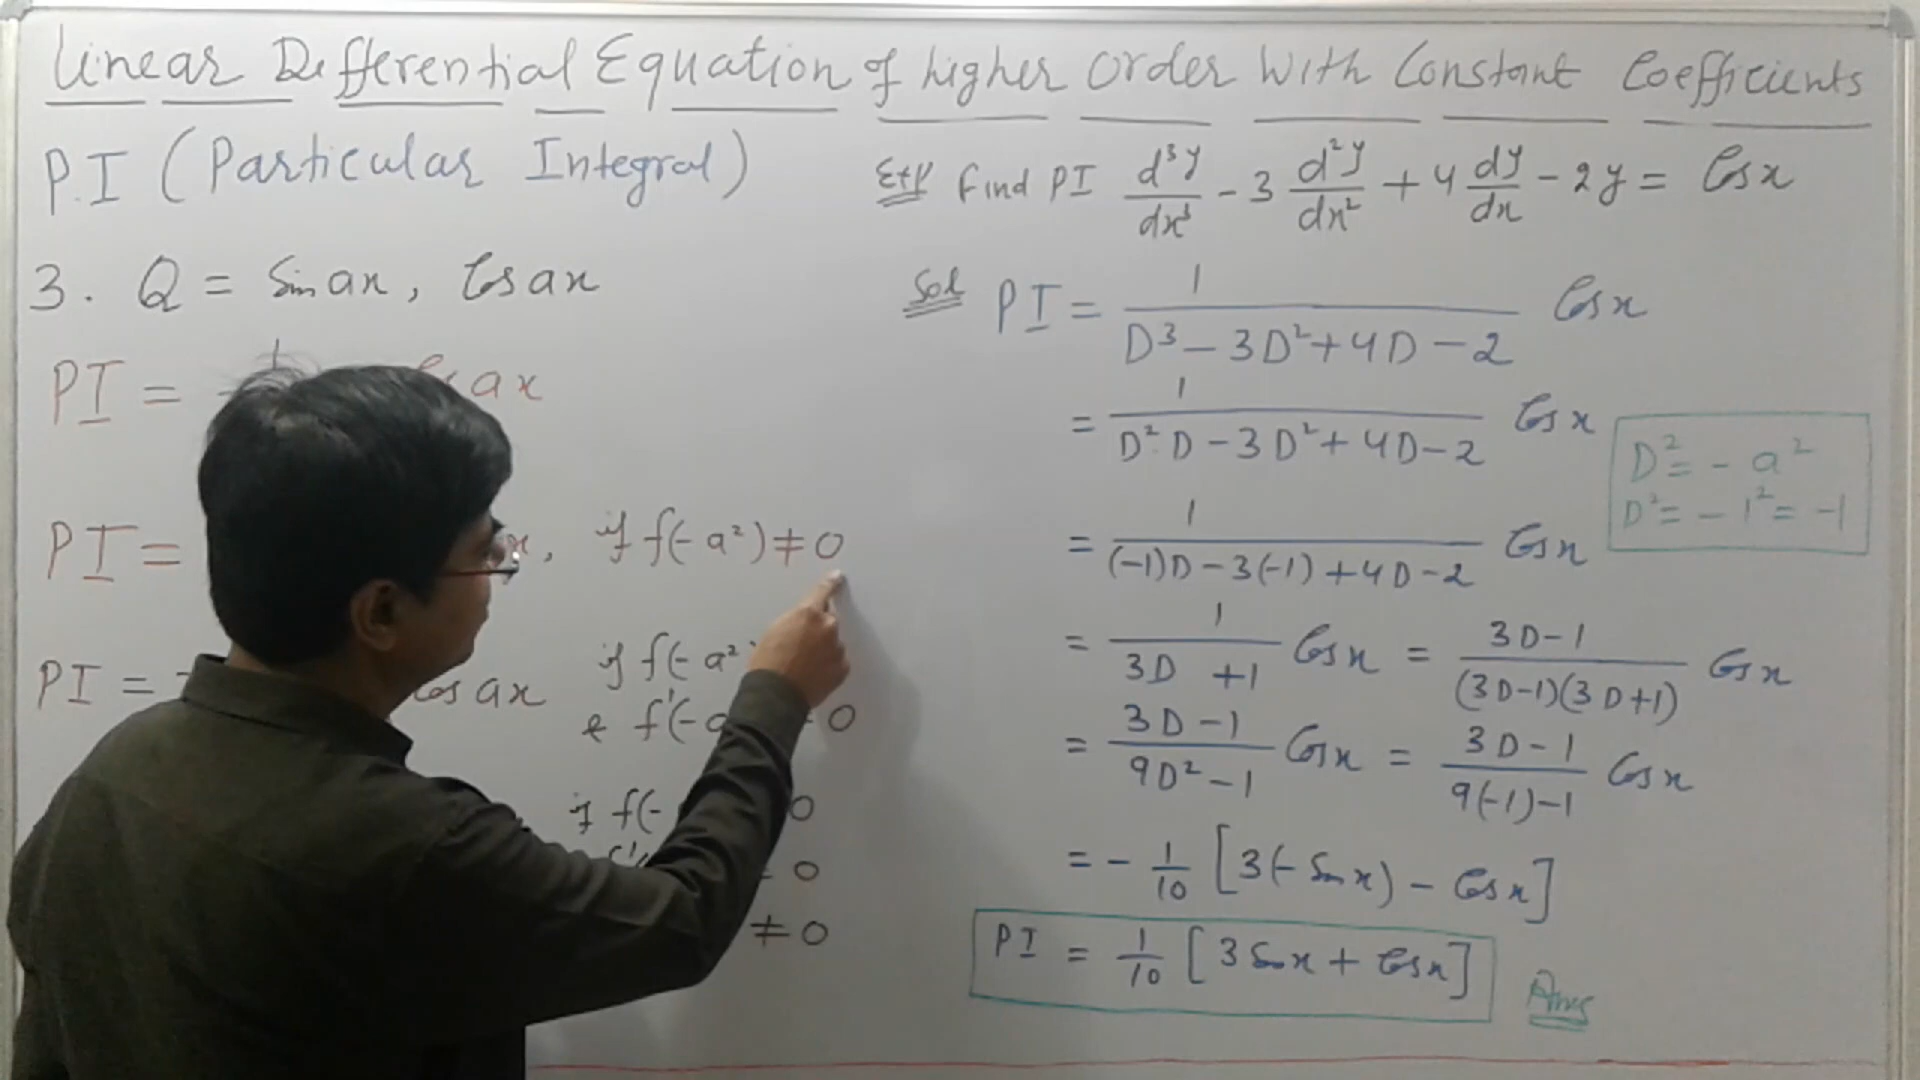 Linear Differential Equation of higher order With Constant Coefficients
P.I (Particular Integral)
3. Q = Sin ax, Cos ax
PI = ax
PI = , if f(-a²) ≠ 0
PI = cos ax if f(-a²
& f'(-a 0
if f(- 0
= 0
≠ 0
Find PI d³y/dx³ - 3 d²y/dx² + 4 dy/dx - 2y = Cos x
Sol PI = 1/(D³ - 3D² + 4D - 2) Cos x
= 1/(D²·D - 3D² + 4D - 2) Cos x
D² = -a²
D² = -1² = -1
= 1/((-1)D - 3(-1) + 4D - 2) Cos x
= 1/(3D +1) Cos x = (3D-1)/((3D-1)(3D+1)) Cos x
= (3D-1)/(9D²-1) Cos x = (3D-1)/(9(-1)-1) Cos x
= - 1/10 [3(-Sin x) - Cos x]
PI = 1/10 [3 Sin x + Cos x]
Ans